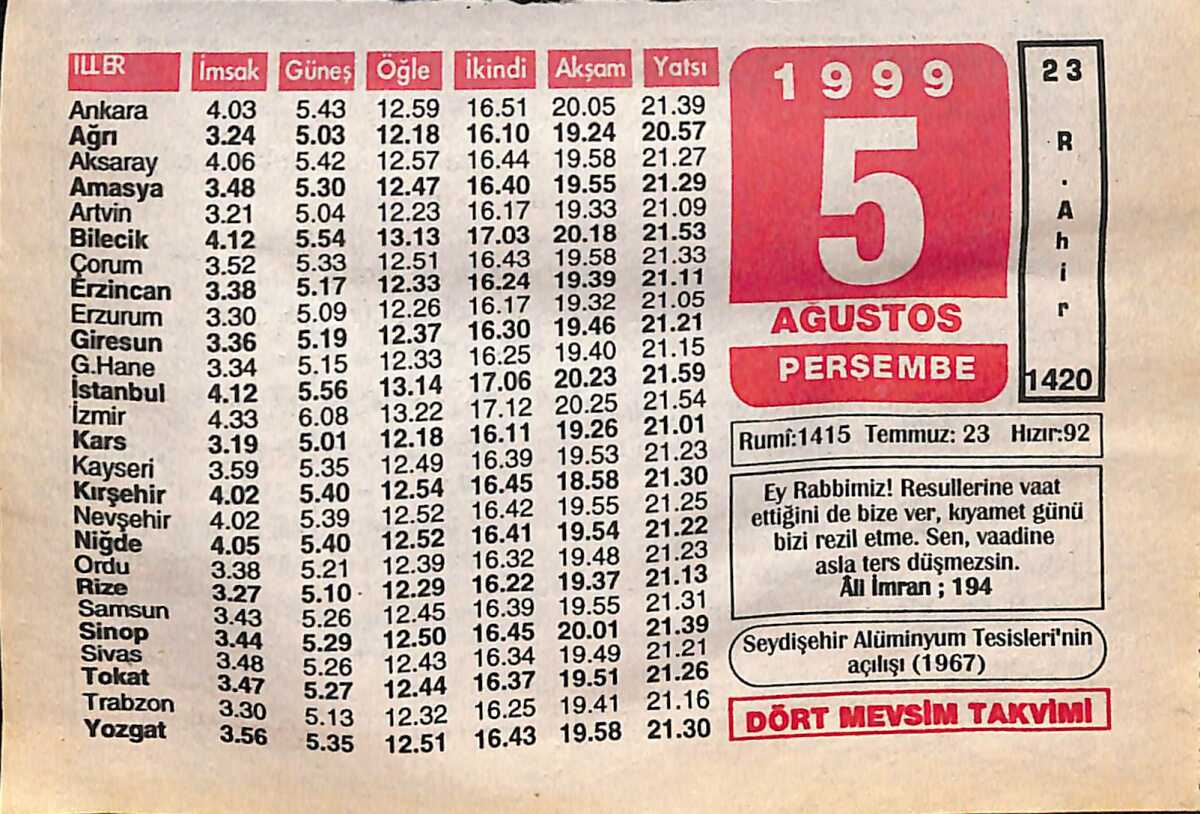 İLLER İmsak Güneş Öğle İkindi Akşam Yatsı
Ankara 4.03 5.43 12.59 16.51 20.05 21.39
Ağrı 3.24 5.03 12.18 16.10 19.24 20.57
Aksaray 4.06 5.42 12.57 16.44 19.58 21.27
Amasya 3.48 5.30 12.47 16.40 19.55 21.29
Artvin 3.21 5.04 12.23 16.17 19.33 21.09
Bilecik 4.12 5.54 13.13 17.03 20.18 21.53
Çorum 3.52 5.33 12.51 16.43 19.58 21.33
Erzincan 3.38 5.17 12.33 16.24 19.39 21.11
Erzurum 3.30 5.09 12.26 16.17 19.32 21.05
Giresun 3.36 5.19 12.37 16.30 19.46 21.21
G.Hane 3.34 5.15 12.33 16.25 19.40 21.15
İstanbul 4.12 5.56 13.14 17.06 20.23 21.59
İzmir 4.33 6.08 13.22 17.12 20.25 21.54
Kars 3.19 5.01 12.18 16.11 19.26 21.01
Kayseri 3.59 5.35 12.49 16.39 19.53 21.23
Kırşehir 4.02 5.40 12.54 16.45 18.58 21.30
Nevşehir 4.02 5.39 12.52 16.42 19.55 21.25
Niğde 4.05 5.40 12.52 16.41 19.54 21.22
Ordu 3.38 5.21 12.39 16.32 19.48 21.23
Rize 3.27 5.10 12.29 16.22 19.37 21.13
Samsun 3.43 5.26 12.45 16.39 19.55 21.31
Sinop 3.44 5.29 12.50 16.45 20.01 21.39
Sivas 3.48 5.26 12.43 16.34 19.49 21.21
Tokat 3.47 5.27 12.44 16.37 19.51 21.26
Trabzon 3.30 5.13 12.32 16.25 19.41 21.16
Yozgat 3.56 5.35 12.51 16.43 19.58 21.30
1999
5
AĞUSTOS
PERŞEMBE
23
R
.
A
h
i
r
1420
Rumî:1415 Temmuz: 23 Hızır:92
Ey Rabbimiz! Resullerine vaat
ettiğini de bize ver, kıyamet günü
bizi rezil etme. Sen, vaadine
asla ters düşmezsin.
Âli İmran ; 194
Seydişehir Alüminyum Tesisleri'nin
açılışı (1967)
DÖRT MEVSİM TAKVİMİ